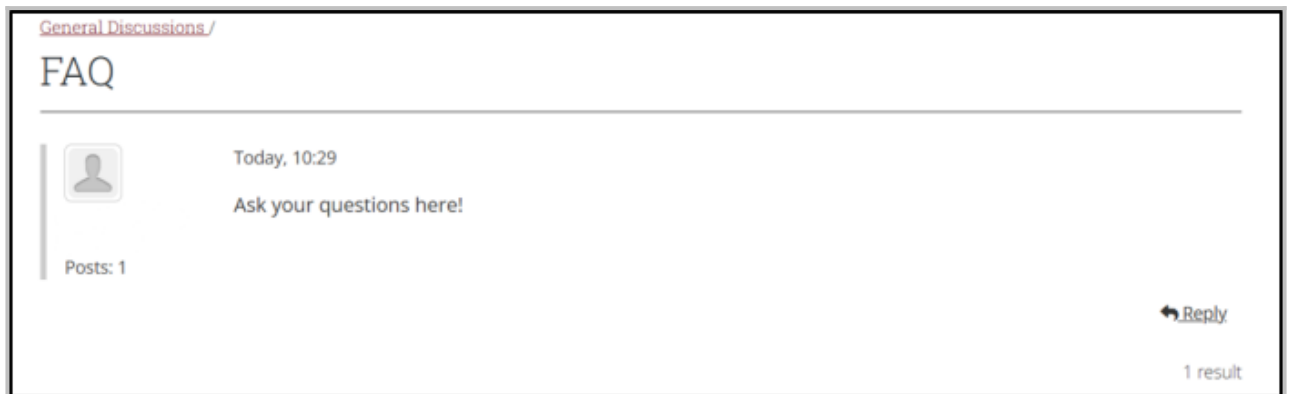 General Discussions /
FAQ
Today, 10:29
Ask your questions here!
Posts: 1
Reply
1 result